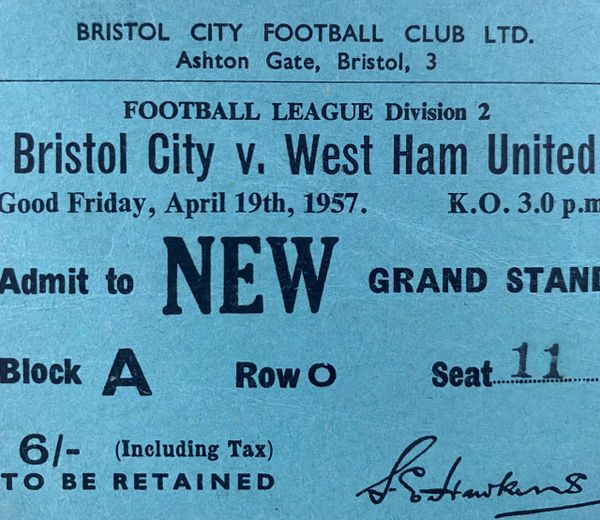 BRISTOL CITY FOOTBALL CLUB LTD.
Ashton Gate, Bristol, 3
FOOTBALL LEAGUE Division 2
Bristol City v. West Ham United
Good Friday, April 19th, 1957. K.O. 3.0 p.m
Admit to NEW GRAND STAND
Block A Row O Seat 11
6/- (Including Tax)
TO BE RETAINED
S.E. Hawkins